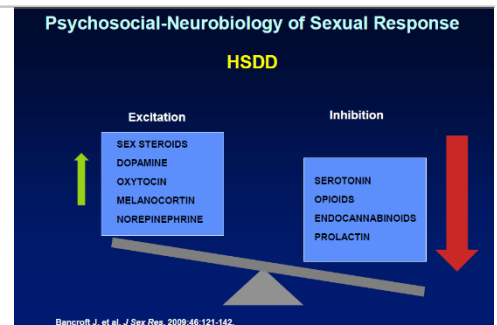 Psychosocial-Neurobiology of Sexual Response
HSDD
Excitation
SEX STEROIDS
DOPAMINE
OXYTOCIN
MELANOCORTIN
NOREPINEPHRINE
Inhibition
SEROTONIN
OPIOIDS
ENDOCANNABINOIDS
PROLACTIN
Bancroft J, et al. J Sex Res. 2009:46:121-142.